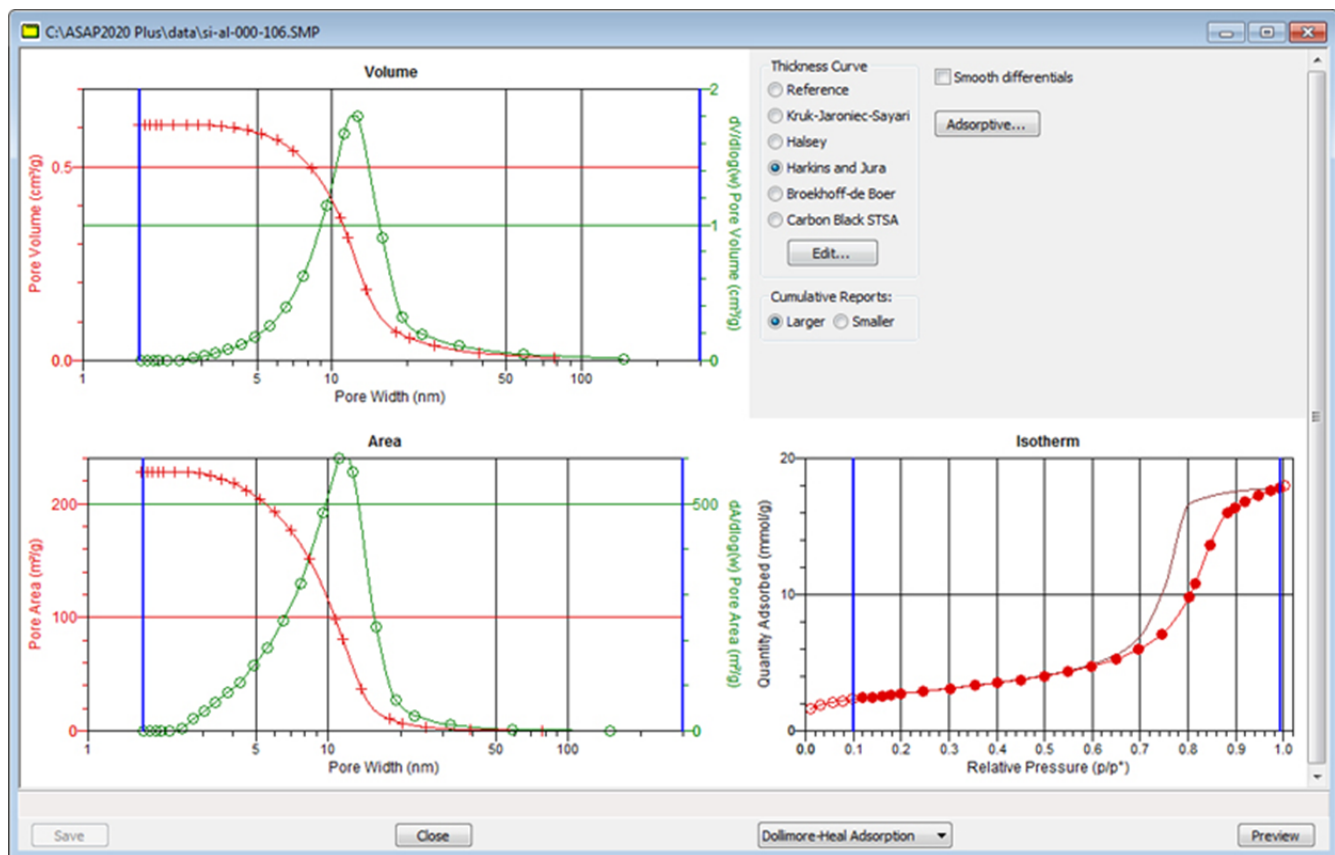 C:\ASAP2020 Plus\data\si-al-000-106.SMP
Volume
Pore Volume (cm³/g)
0.5
0.0
2
1
0
dV/dlog(w) Pore Volume (cm³/g)
1 5 10 50 100
Pore Width (nm)
Thickness Curve
Reference
Kruk-Jaroniec-Sayari
Halsey
Harkins and Jura
Broekhoff-de Boer
Carbon Black STSA
Edit...
Smooth differentials
Adsorptive...
Cumulative Reports:
Larger Smaller
Area
Pore Area (m²/g)
200
100
0
500
0
dA/dlog(w) Pore Area (m²/g)
1 5 10 50 100
Pore Width (nm)
Isotherm
Quantity Adsorbed (mmol/g)
20
10
0
0.0 0.1 0.2 0.3 0.4 0.5 0.6 0.7 0.8 0.9 1.0
Relative Pressure (p/p°)
Save
Close
Dollimore-Heal Adsorption
Preview